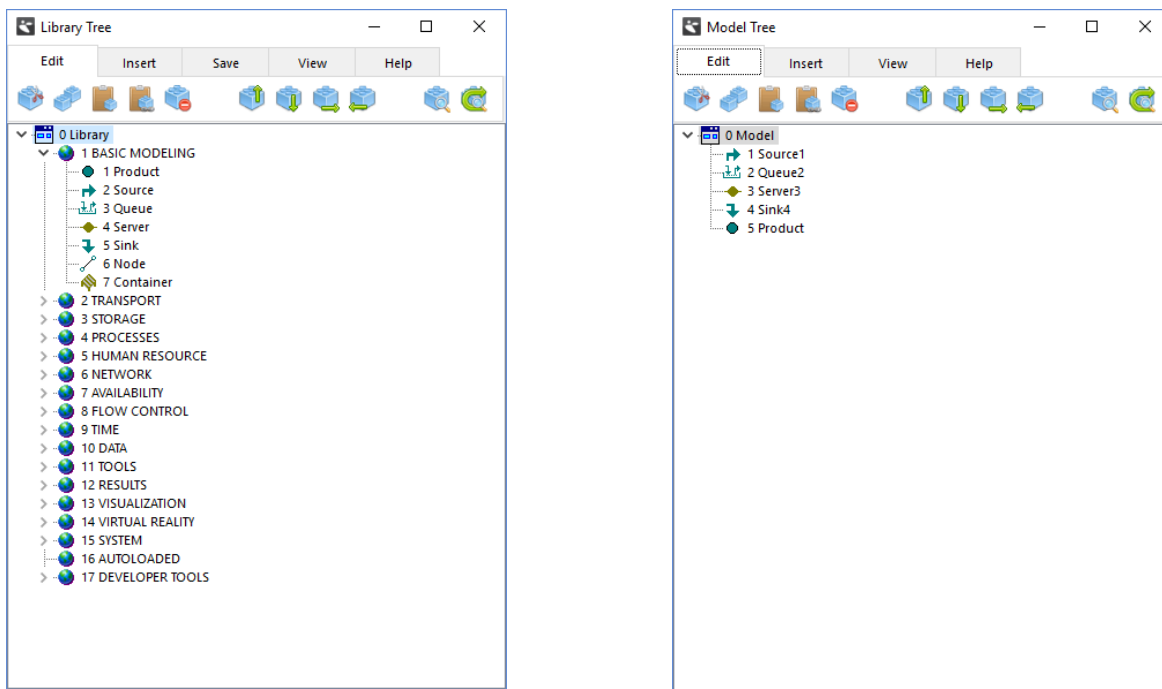 Library Tree
Edit Insert Save View Help
0 Library
1 BASIC MODELING
1 Product
2 Source
3 Queue
4 Server
5 Sink
6 Node
7 Container
2 TRANSPORT
3 STORAGE
4 PROCESSES
5 HUMAN RESOURCE
6 NETWORK
7 AVAILABILITY
8 FLOW CONTROL
9 TIME
10 DATA
11 TOOLS
12 RESULTS
13 VISUALIZATION
14 VIRTUAL REALITY
15 SYSTEM
16 AUTOLOADED
17 DEVELOPER TOOLS
Model Tree
Edit Insert View Help
0 Model
1 Source1
2 Queue2
3 Server3
4 Sink4
5 Product